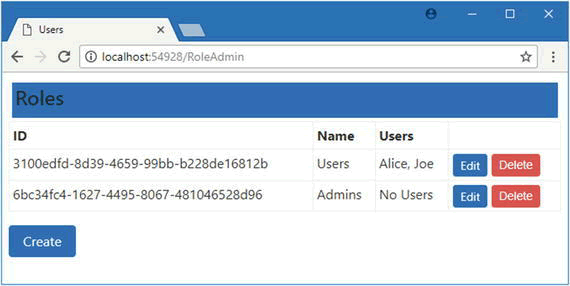 Users
localhost:54928/RoleAdmin
Roles
ID Name Users
3100edfd-8d39-4659-99bb-b228de16812b Users Alice, Joe Edit Delete
6bc34fc4-1627-4495-8067-481046528d96 Admins No Users Edit Delete
Create